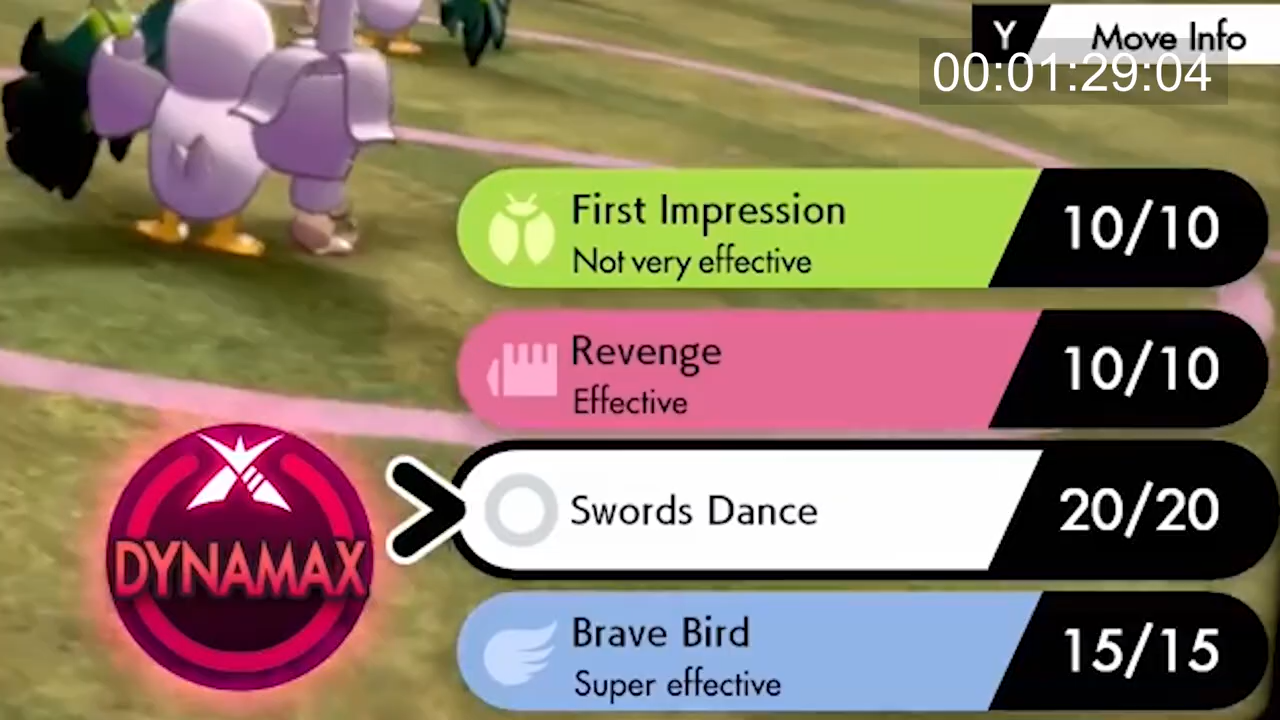 Y Move Info
00:01:29:04
First Impression 10/10
Not very effective
Revenge 10/10
Effective
DYNAMAX
Swords Dance 20/20
Brave Bird 15/15
Super effective